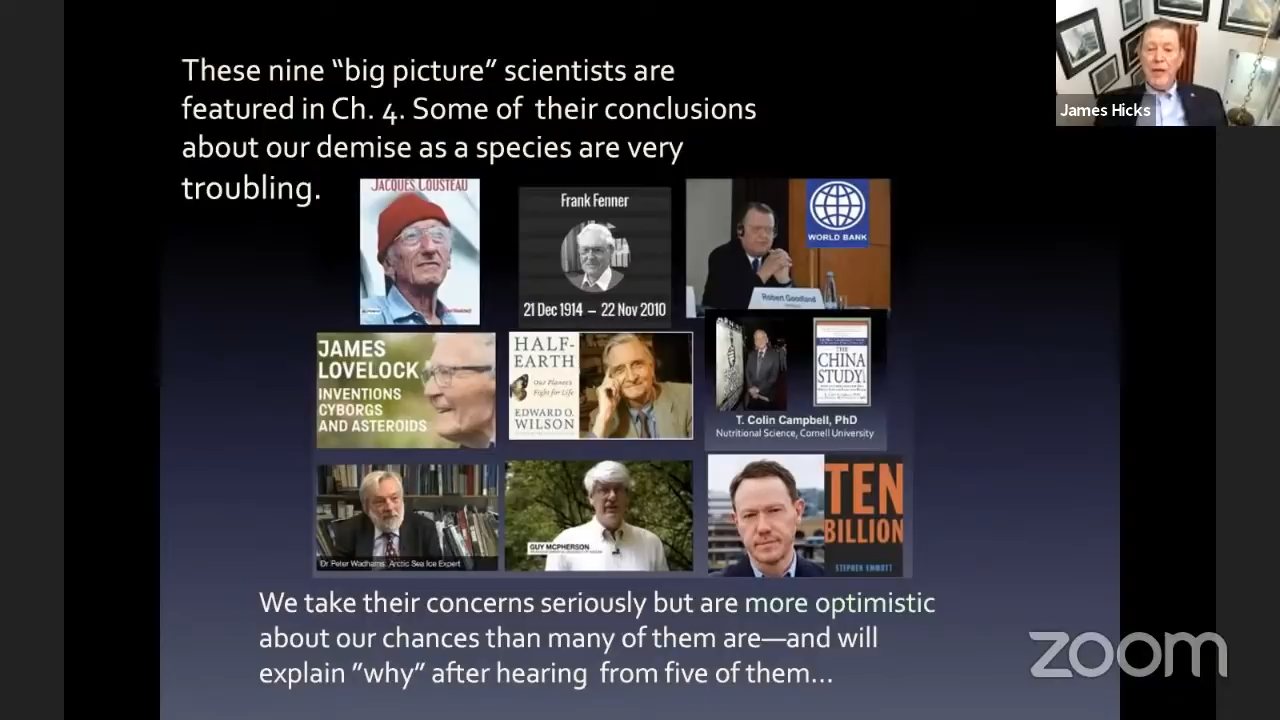 These nine “big picture” scientists are
featured in Ch. 4. Some of their conclusions
about our demise as a species are very
troubling.
James Hicks
JACQUES COUSTEAU
Frank Fenner
21 Dec 1914 – 22 Nov 2010
WORLD BANK
Robert Goodland
JAMES
LOVELOCK
INVENTIONS
CYBORGS
AND ASTEROIDS
HALF-
EARTH
Our Planet's
Fight for Life
EDWARD O.
WILSON
THE
CHINA
STUDY
T. Colin Campbell, PhD
Nutritional Science, Cornell University
Dr Peter Wadhams: Arctic Sea Ice Expert
GUY MCPHERSON
TEN
BILLION
STEPHEN EMMOTT
We take their concerns seriously but are more optimistic
about our chances than many of them are—and will
explain ”why” after hearing from five of them...
zoom